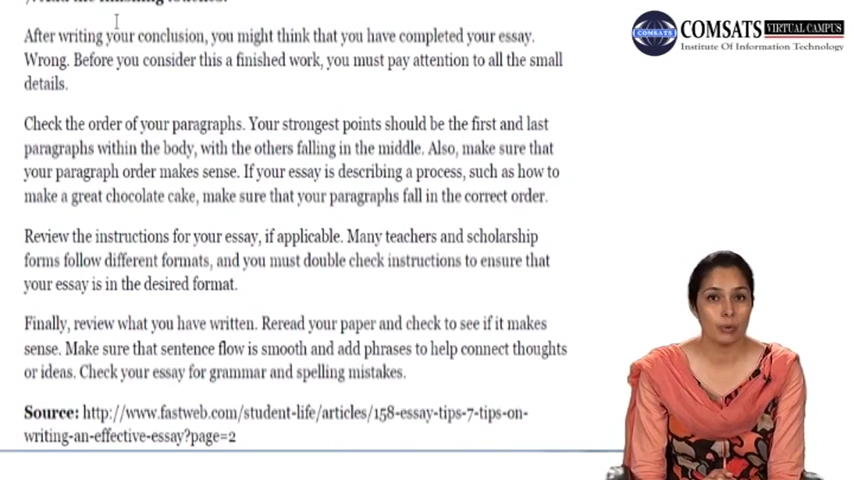 7. Add the finishing touches.
After writing your conclusion, you might think that you have completed your essay.
Wrong. Before you consider this a finished work, you must pay attention to all the small
details.
Check the order of your paragraphs. Your strongest points should be the first and last
paragraphs within the body, with the others falling in the middle. Also, make sure that
your paragraph order makes sense. If your essay is describing a process, such as how to
make a great chocolate cake, make sure that your paragraphs fall in the correct order.
Review the instructions for your essay, if applicable. Many teachers and scholarship
forms follow different formats, and you must double check instructions to ensure that
your essay is in the desired format.
Finally, review what you have written. Reread your paper and check to see if it makes
sense. Make sure that sentence flow is smooth and add phrases to help connect thoughts
or ideas. Check your essay for grammar and spelling mistakes.
Source: http://www.fastweb.com/student-life/articles/158-essay-tips-7-tips-on-
writing-an-effective-essay?page=2
COMSATS
COMSATS VIRTUAL CAMPUS
Institute Of Information Technology